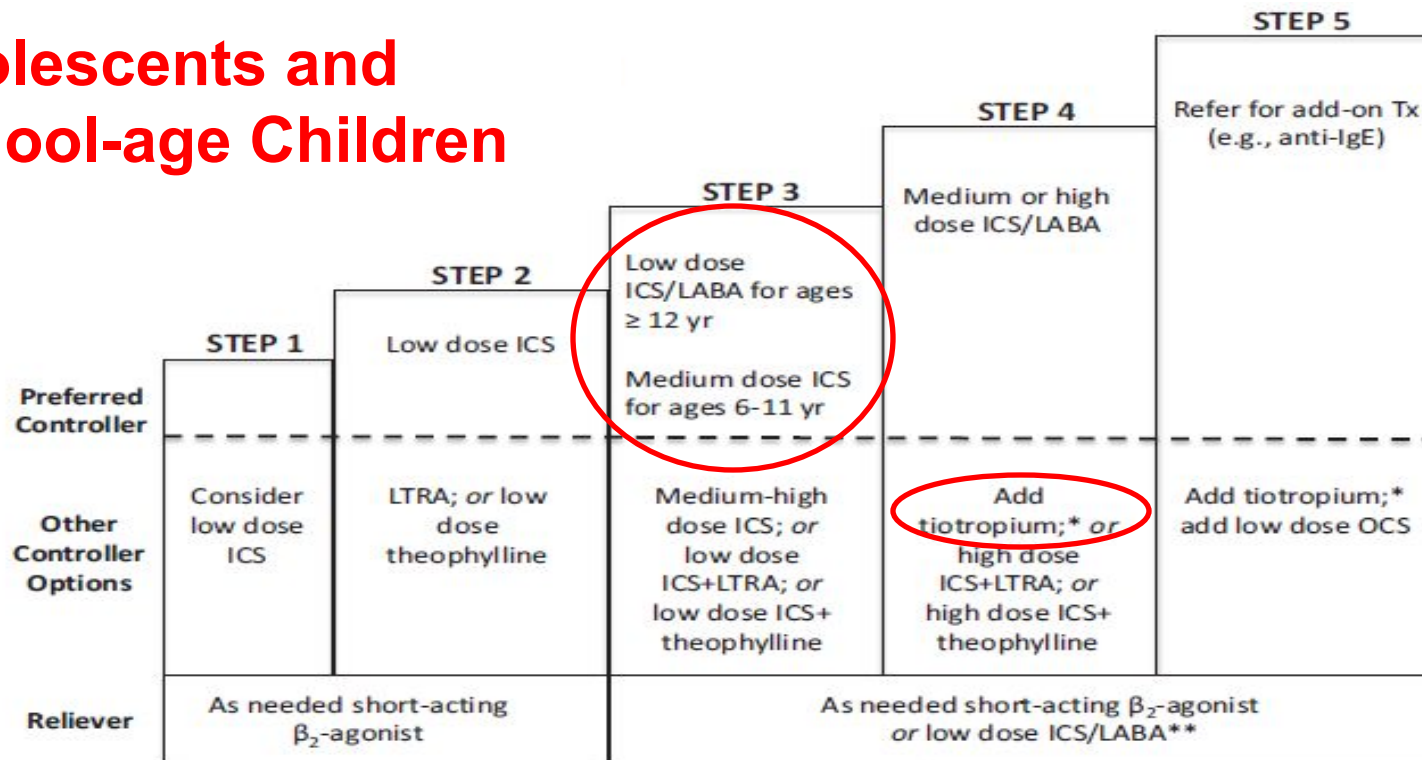 olescents and
ool-age Children
STEP 1
Preferred
Controller
Consider
low dose
ICS
Other
Controller
Options
STEP 2
Low dose ICS
LTRA; or low
dose
theophylline
STEP 3
Low dose
ICS/LABA for ages
≥ 12 yr
Medium dose ICS
for ages 6-11 yr
Medium-high
dose ICS; or
low dose
ICS+LTRA; or
low dose ICS+
theophylline
STEP 4
Medium or high
dose ICS/LABA
Add
tiotropium;* or
high dose
ICS+LTRA; or
high dose ICS+
theophylline
STEP 5
Refer for add-on Tx
(e.g., anti-IgE)
Add tiotropium;*
add low dose OCS
Reliever
As needed short-acting
β₂-agonist
As needed short-acting β₂-agonist
or low dose ICS/LABA**